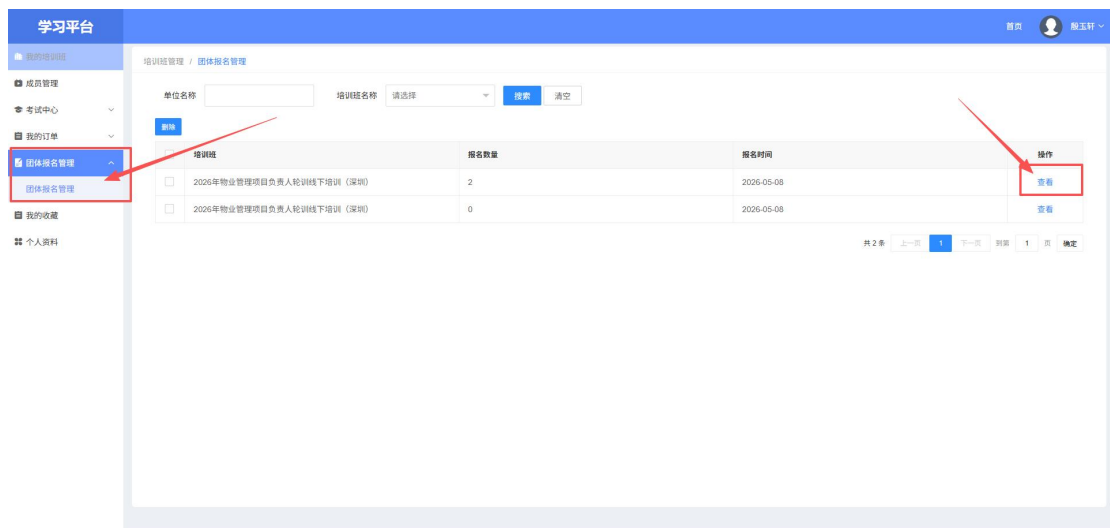 学习平台
首页 殷玉轩
我的培训班
培训班管理 / 团体报名管理
成员管理
单位名称 培训班名称 请选择 搜索 清空
考试中心
删除
我的订单
培训班 报名数量 报名时间 操作
团体报名管理
2026年物业管理项目负责人轮训线下培训（深圳） 2 2026-05-08 查看
团体报名管理
2026年物业管理项目负责人轮训线下培训（深圳） 0 2026-05-08 查看
我的收藏
个人资料
共 2 条 上一页 1 下一页 到第 1 页 确定